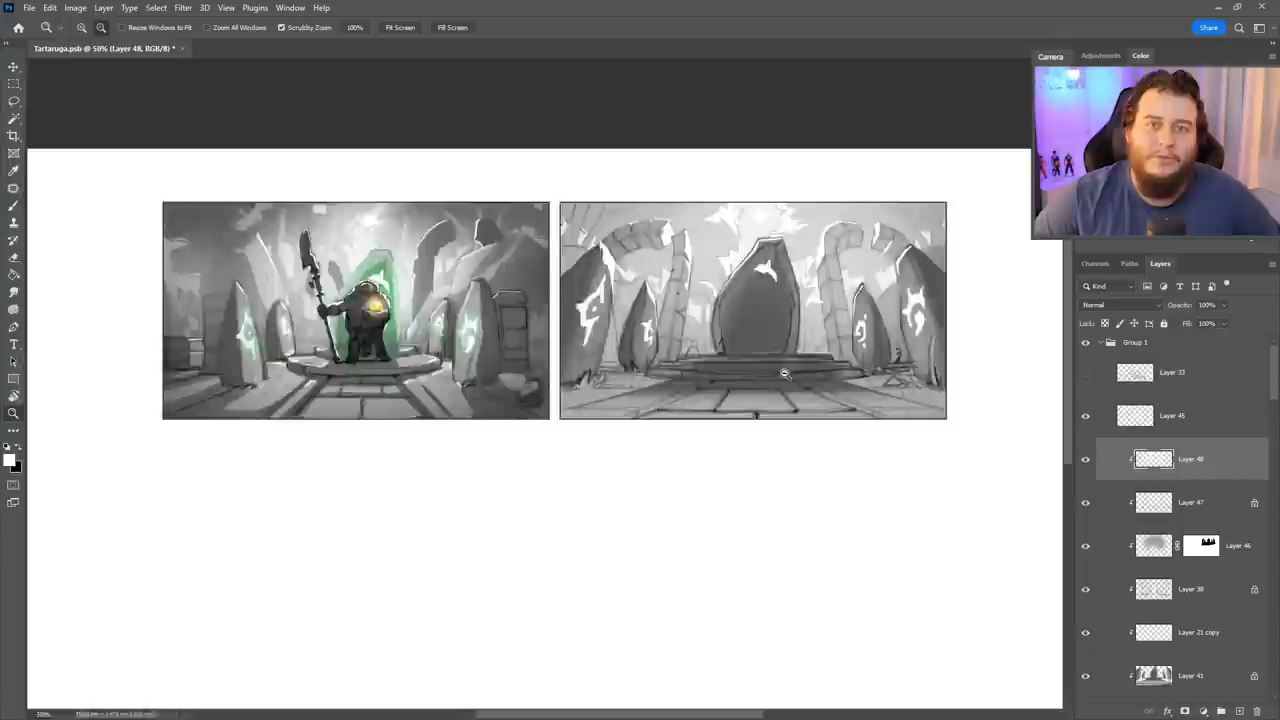 Ps File Edit Image Layer Type Select Filter 3D View Plugins Window Help
Resize Windows to Fit Zoom All Windows Scrubby Zoom 100% Fit Screen Fill Screen Share
Tartaruga.psb @ 50% (Layer 48, RGB/8) * ×
Camera Adjustments Color
Channels Paths Layers
Kind
Normal Opacity: 100%
Lock: Fill: 100%
Group 1
Layer 33
Layer 45
Layer 48
Layer 47
Layer 46
Layer 38
Layer 21 copy
Layer 41
50%
fx